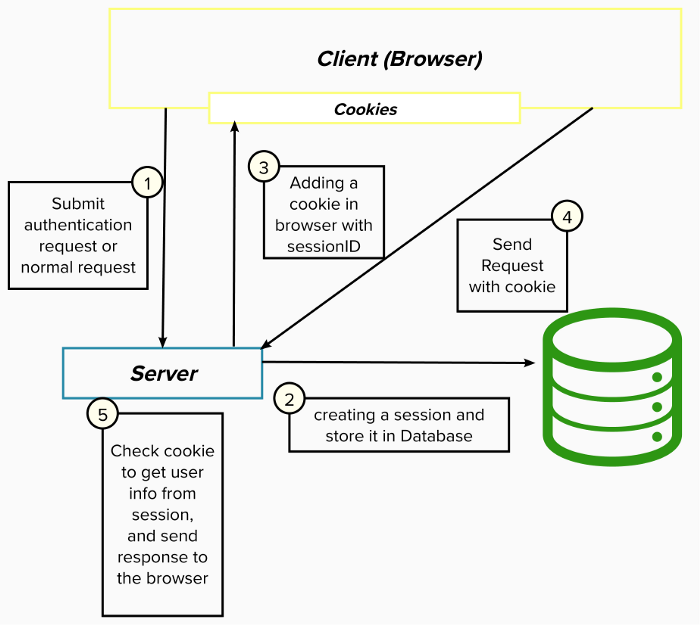 Client (Browser)
Cookies
1
Submit
authentication
request or
normal request
3
Adding a
cookie in
browser with
sessionID
4
Send
Request
with cookie
Server
2
creating a session and
store it in Database
5
Check cookie
to get user
info from
session,
and send
response to
the browser